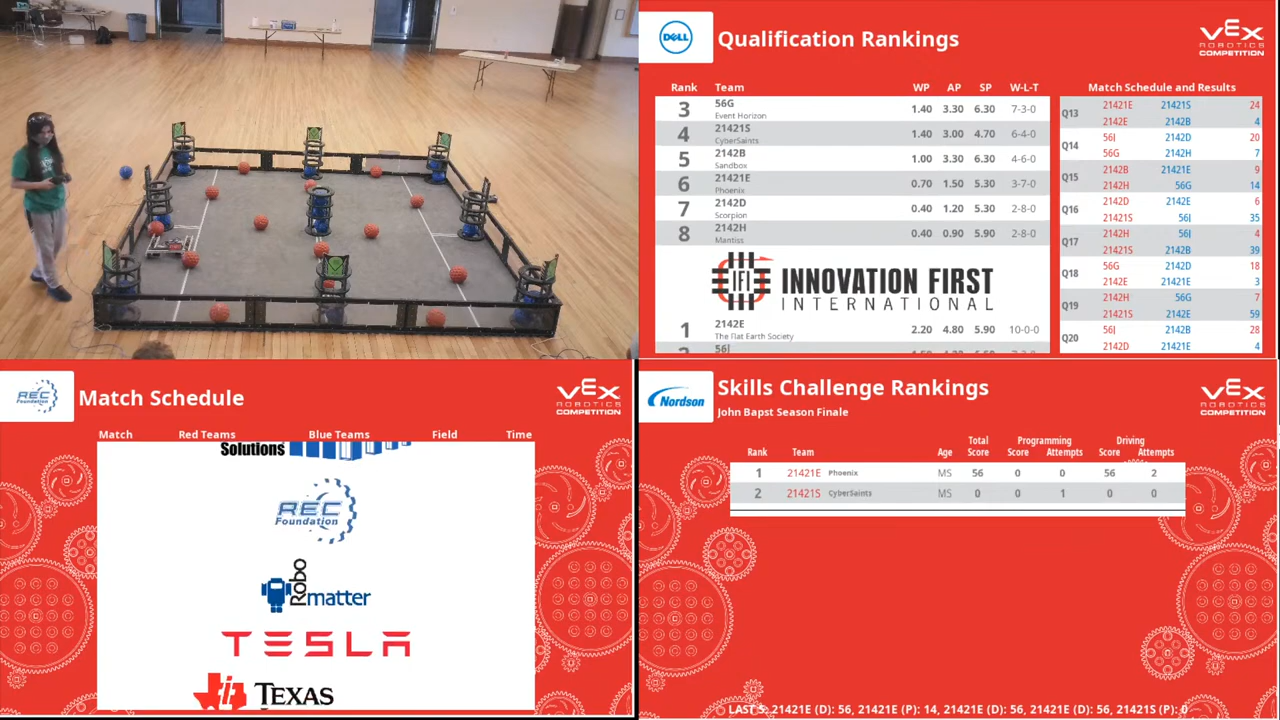 DELL
Qualification Rankings
VEX
ROBOTICS
COMPETITION
Rank Team WP AP SP W-L-T
3 56G 1.40 3.30 6.30 7-3-0
Event Horizon
4 21421S 1.40 3.00 4.70 6-4-0
CyberSaints
5 2142B 1.00 3.30 6.30 4-6-0
Sandbox
6 21421E 0.70 1.50 5.30 3-7-0
Phoenix
7 2142D 0.40 1.20 5.30 2-8-0
Scorpion
8 2142H 0.40 0.90 5.90 2-8-0
Mantiss
IFI INNOVATION FIRST
INTERNATIONAL
1 2142E 2.20 4.80 5.90 10-0-0
The Flat Earth Society
56J
Match Schedule and Results
Q13 21421E 21421S 24
2142E 2142B 4
Q14 56J 2142D 20
56G 2142H 7
Q15 2142B 21421E 9
2142H 56G 14
Q16 2142D 2142E 6
21421S 56J 35
Q17 2142H 56J 4
21421S 2142B 39
Q18 56G 2142D 18
2142E 21421E 3
Q19 2142H 56G 7
21421S 2142E 59
Q20 56J 2142B 28
2142D 21421E 4
REC
Foundation
Match Schedule
VEX
ROBOTICS
COMPETITION
Match Red Teams Blue Teams Field Time
Solutions
REC
Foundation
Robo
matter
TESLA
TEXAS
Nordson
Skills Challenge Rankings
John Bapst Season Finale
VEX
ROBOTICS
COMPETITION
Total Programming Driving
Rank Team Age Score Score Attempts Score Attempts
1 21421E Phoenix MS 56 0 0 56 2
2 21421S CyberSaints MS 0 0 1 0 0
LAST 5: 21421E (D): 56, 21421E (P): 14, 21421E (D): 56, 21421E (D): 56, 21421S (P): 0